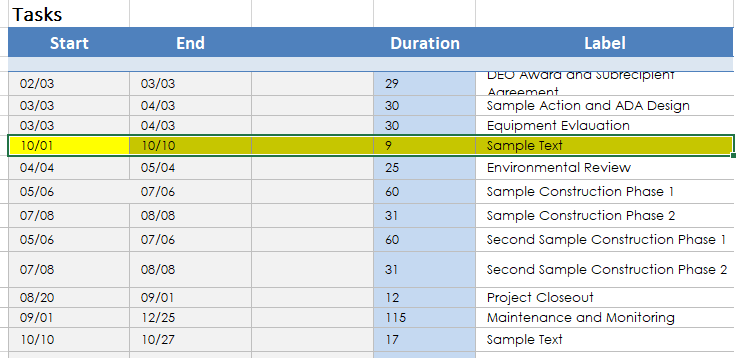 Tasks
Start End Duration Label
02/03 03/03 29 DEO Award and Subrecipient
Agreement
03/03 04/03 30 Sample Action and ADA Design
03/03 04/03 30 Equipment Evlauation
10/01 10/10 9 Sample Text
04/04 05/04 25 Environmental Review
05/06 07/06 60 Sample Construction Phase 1
07/08 08/08 31 Sample Construction Phase 2
05/06 07/06 60 Second Sample Construction Phase 1
07/08 08/08 31 Second Sample Construction Phase 2
08/20 09/01 12 Project Closeout
09/01 12/25 115 Maintenance and Monitoring
10/10 10/27 17 Sample Text